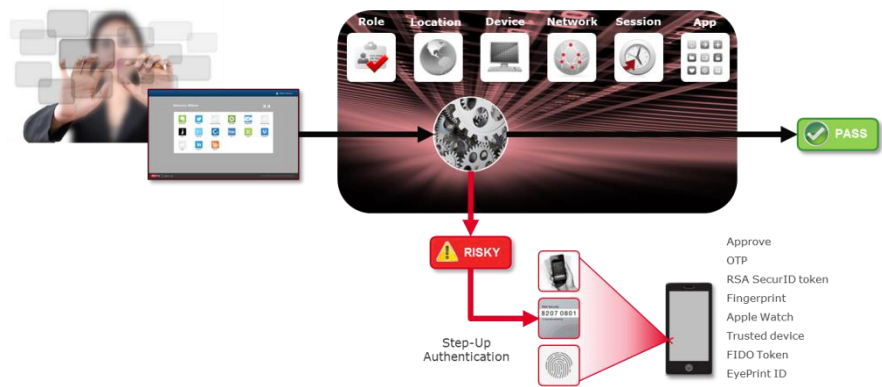 Role Location Device Network Session App
PASS
RISKY
8207 0801
Step-Up
Authentication
Approve
OTP
RSA SecurID token
Fingerprint
Apple Watch
Trusted device
FIDO Token
EyePrint ID